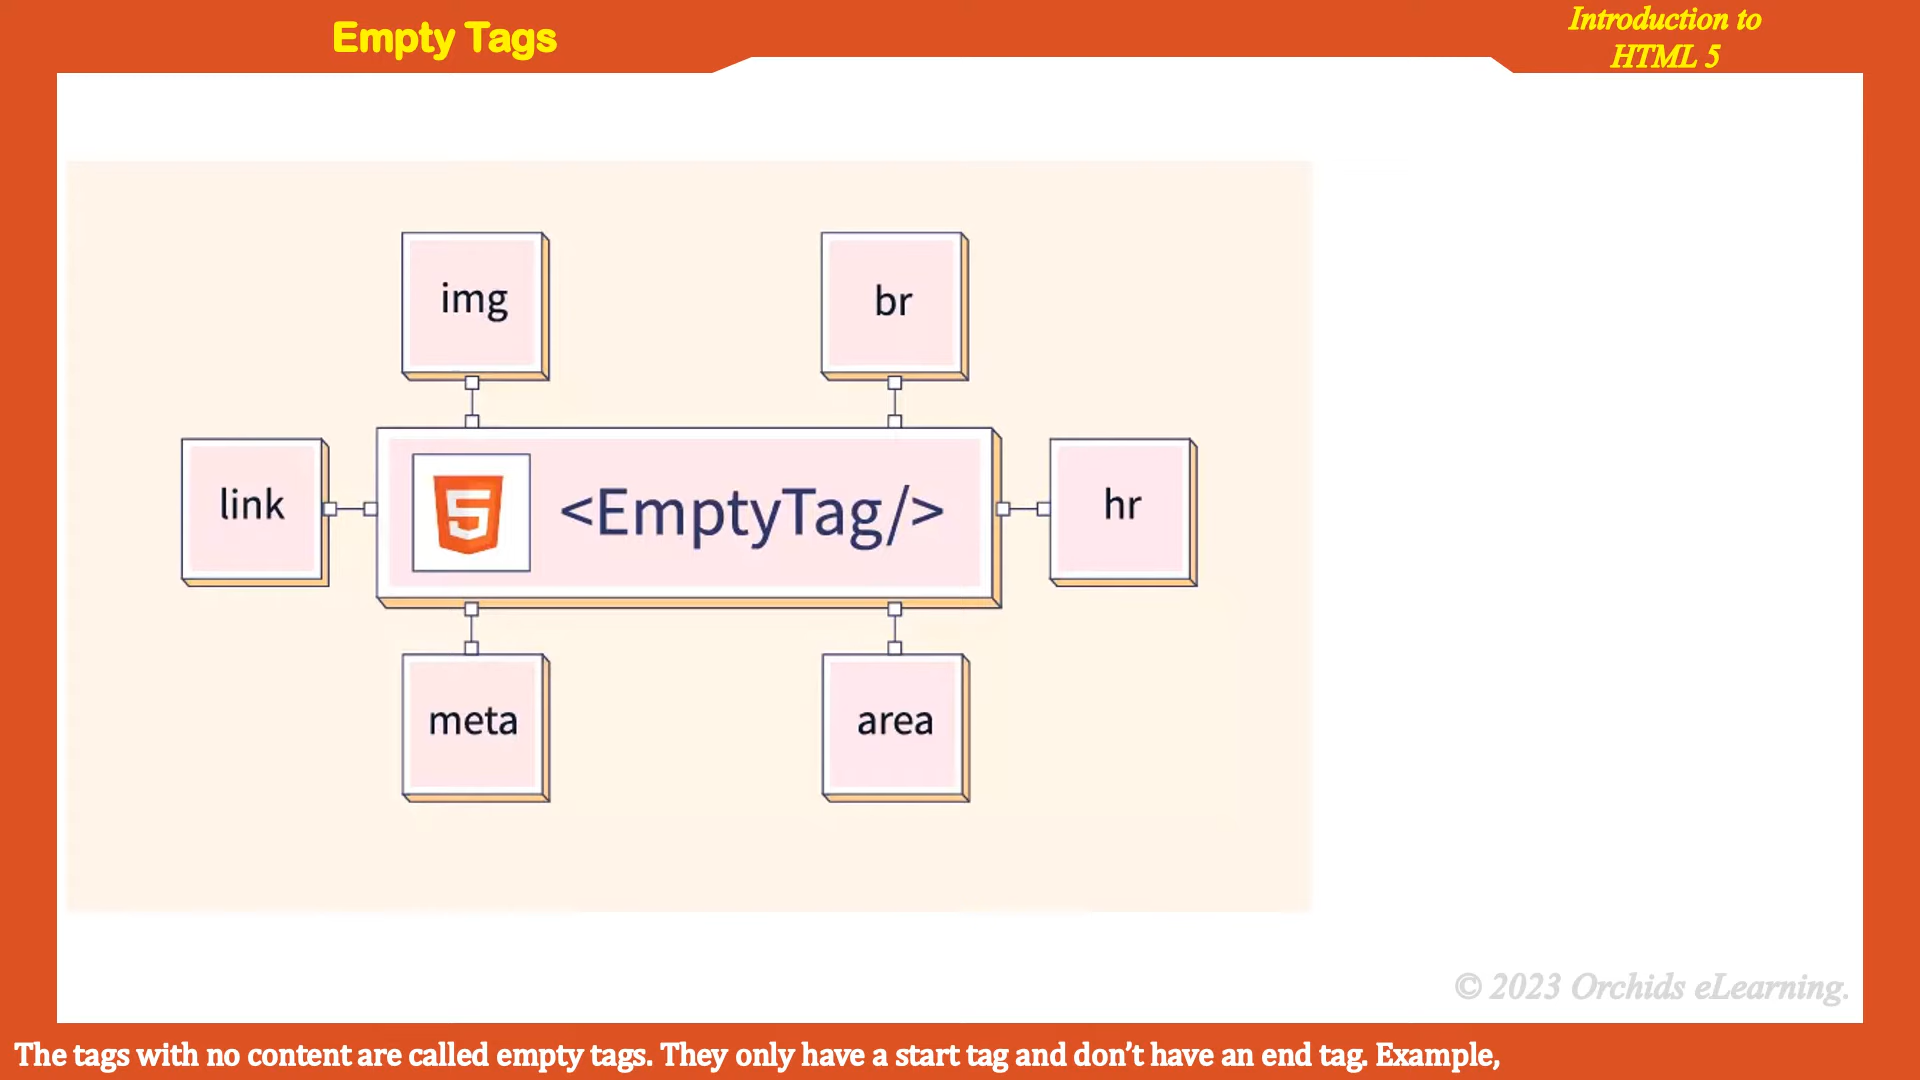 Empty Tags
Introduction to
HTML 5
img
br
link
<EmptyTag/>
hr
meta
area
© 2023 Orchids eLearning.
The tags with no content are called empty tags. They only have a start tag and don’t have an end tag. Example,